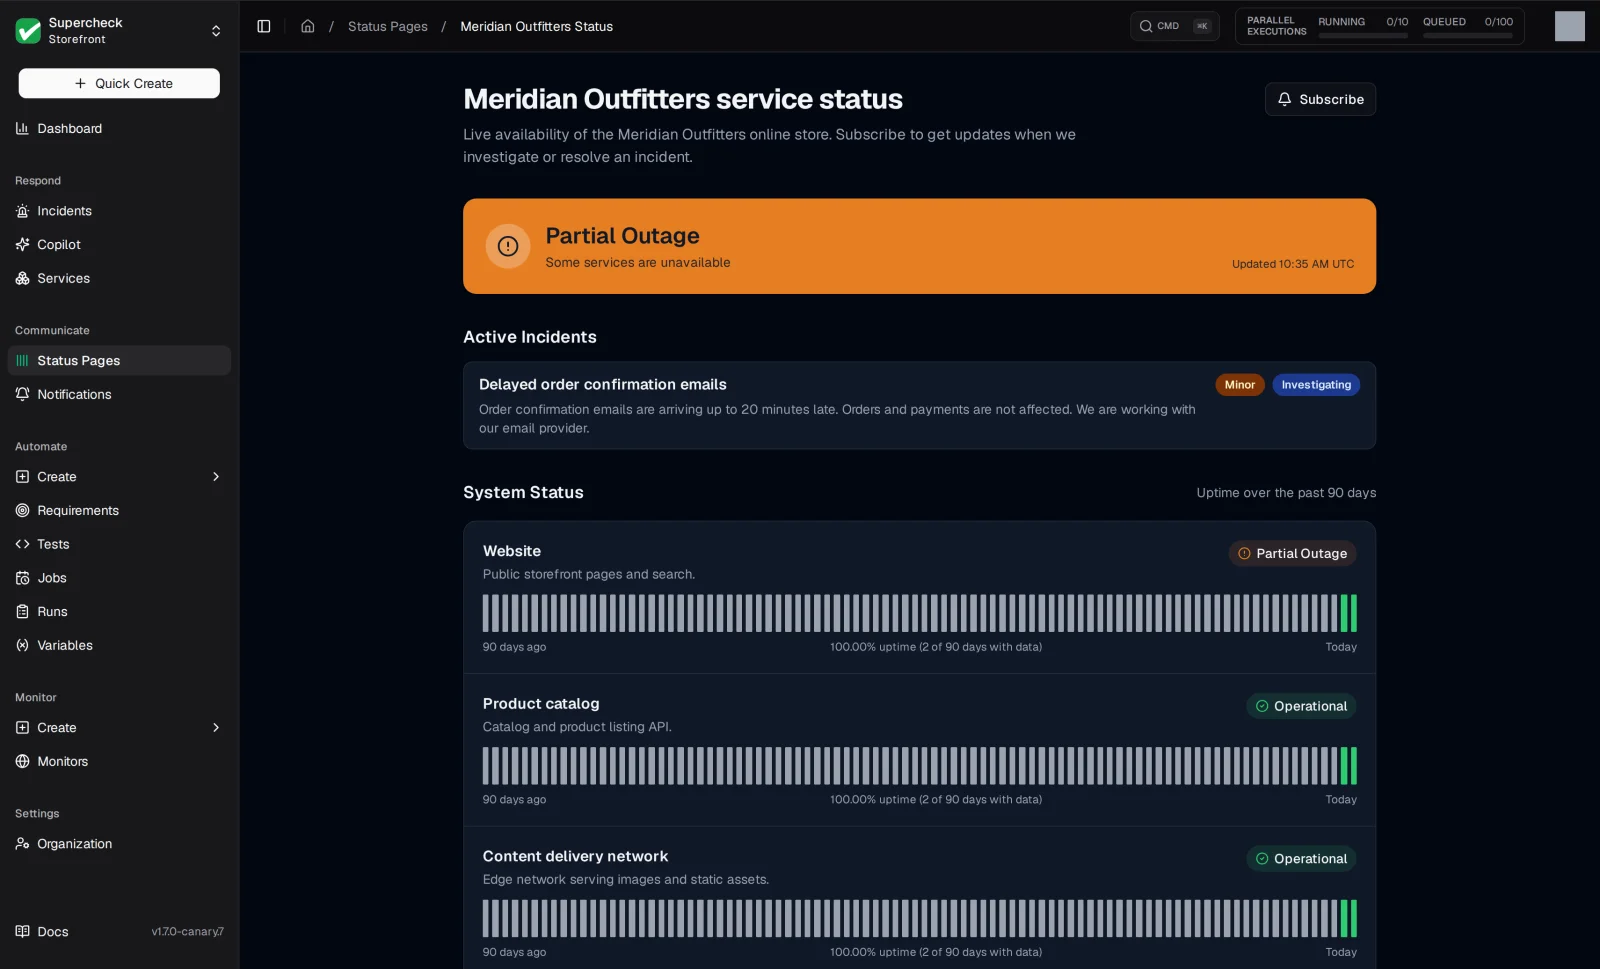 Supercheck
Storefront
Quick Create
Dashboard
Respond
Incidents
Copilot
Services
Communicate
Status Pages
Notifications
Automate
Create
Requirements
Tests
Jobs
Runs
Variables
Monitor
Create
Monitors
Settings
Organization
Docs
v1.7.0-canary.7
/ Status Pages / Meridian Outfitters Status
CMD ⌘K
PARALLEL
EXECUTIONS
RUNNING 0/10
QUEUED 0/100
Meridian Outfitters service status
Subscribe
Live availability of the Meridian Outfitters online store. Subscribe to get updates when we
investigate or resolve an incident.
Partial Outage
Some services are unavailable
Updated 10:35 AM UTC
Active Incidents
Delayed order confirmation emails
Minor
Investigating
Order confirmation emails are arriving up to 20 minutes late. Orders and payments are not affected. We are working with
our email provider.
System Status
Uptime over the past 90 days
Website
Partial Outage
Public storefront pages and search.
90 days ago
100.00% uptime (2 of 90 days with data)
Today
Product catalog
Operational
Catalog and product listing API.
90 days ago
100.00% uptime (2 of 90 days with data)
Today
Content delivery network
Operational
Edge network serving images and static assets.
90 days ago
100.00% uptime (2 of 90 days with data)
Today